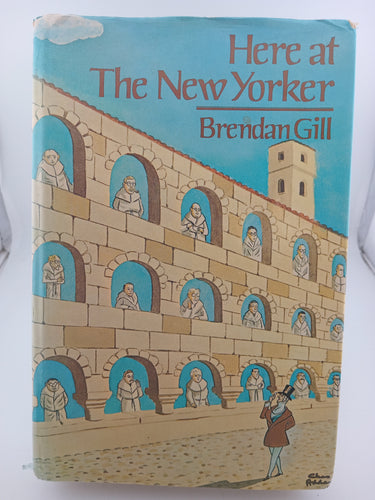 Here at
The New Yorker
Brendan Gill